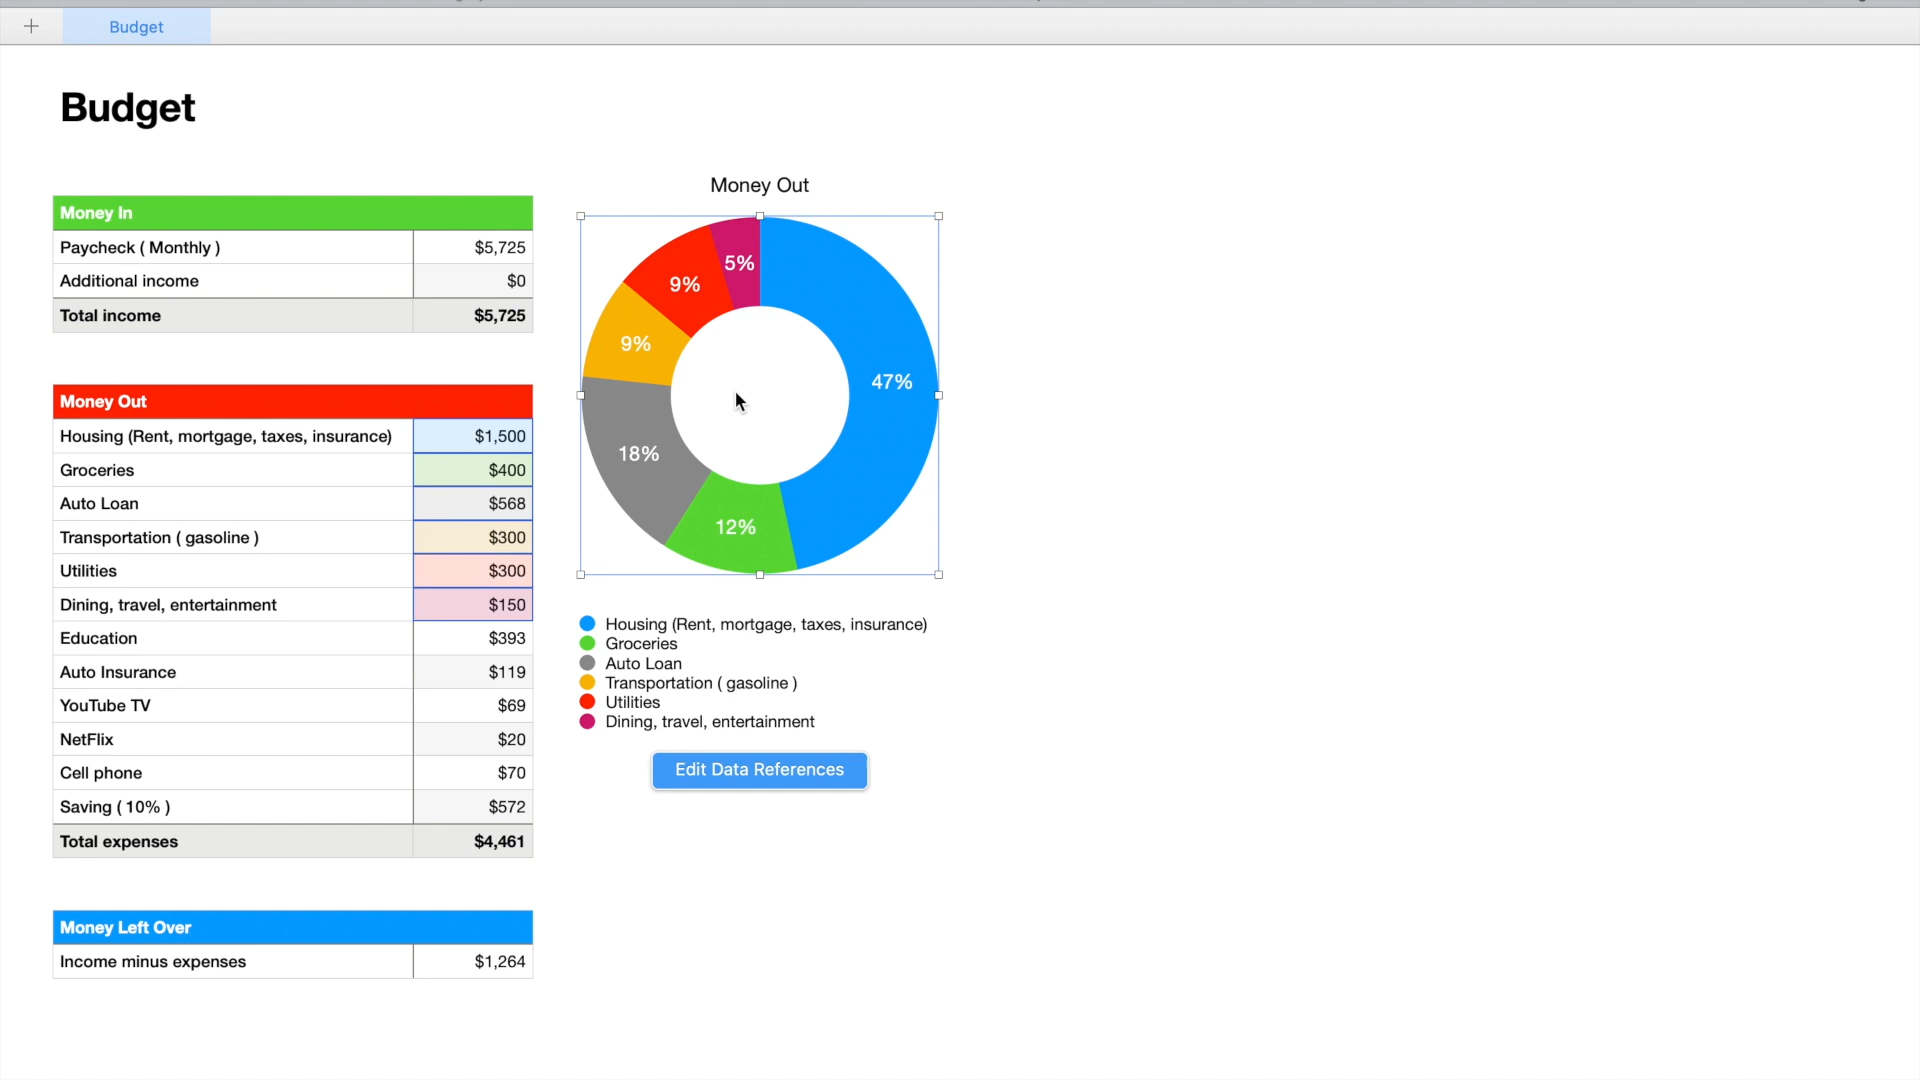 Budget
Budget
Money In
Paycheck ( Monthly ) $5,725
Additional income $0
Total income $5,725
Money Out
Housing (Rent, mortgage, taxes, insurance) $1,500
Groceries $400
Auto Loan $568
Transportation ( gasoline ) $300
Utilities $300
Dining, travel, entertainment $150
Education $393
Auto Insurance $119
YouTube TV $69
NetFlix $20
Cell phone $70
Saving ( 10% ) $572
Total expenses $4,461
Money Left Over
Income minus expenses $1,264
Money Out
5%
9%
9%
47%
18%
12%
Housing (Rent, mortgage, taxes, insurance)
Groceries
Auto Loan
Transportation ( gasoline )
Utilities
Dining, travel, entertainment
Edit Data References